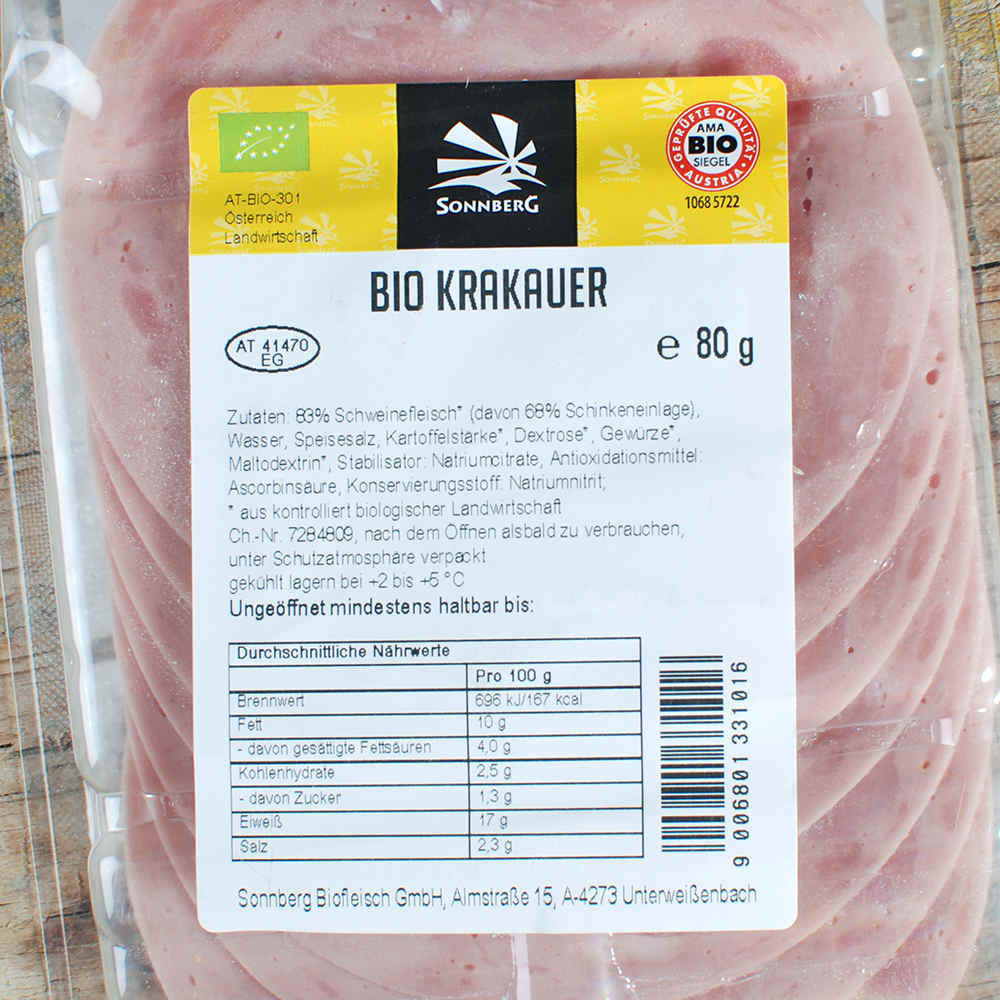 SONNBERG
GEPRÜFTE QUALITÄT
AMA
BIO
SIEGEL
AUSTRIA
1068 5722
AT-BIO-301
Österreich
Landwirtschaft
SONNBERG
BIO KRAKAUER
AT 41470
EG
e 80 g
Zutaten: 83% Schweinefleisch* (davon 68% Schinkeneinlage),
Wasser, Speisesalz, Kartoffelstärke*, Dextrose*, Gewürze*,
Maltodextrin*, Stabilisator: Natriumcitrate, Antioxidationsmittel:
Ascorbinsäure, Konservierungsstoff: Natriumnitrit;
* aus kontrolliert biologischer Landwirtschaft
Ch.-Nr. 7284809, nach dem Öffnen alsbald zu verbrauchen,
unter Schutzatmosphäre verpackt
gekühlt lagern bei +2 bis +5 °C
Ungeöffnet mindestens haltbar bis:
Durchschnittliche Nährwerte
Pro 100 g
Brennwert 696 kJ/167 kcal
Fett 10 g
- davon gesättigte Fettsäuren 4,0 g
Kohlenhydrate 2,5 g
- davon Zucker 1,3 g
Eiweiß 17 g
Salz 2,3 g
9 006801 331016
Sonnberg Biofleisch GmbH, Almstraße 15, A-4273 Unterweißenbach